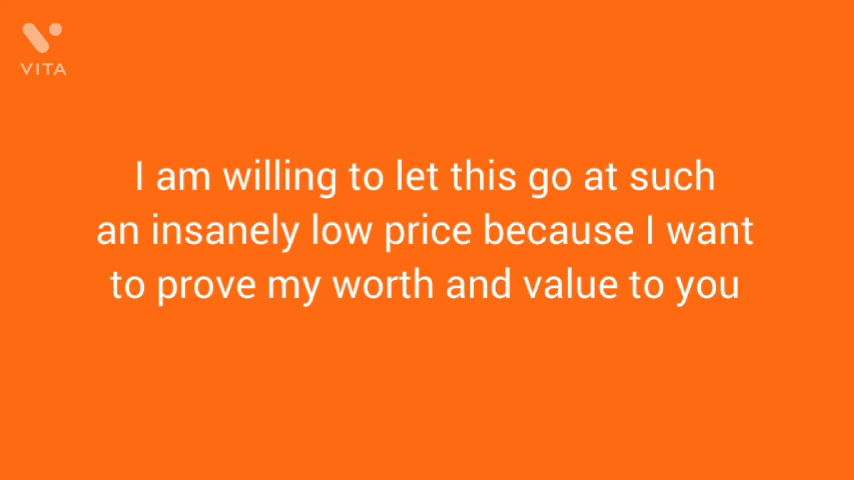 VITA
I am willing to let this go at such
an insanely low price because I want
to prove my worth and value to you